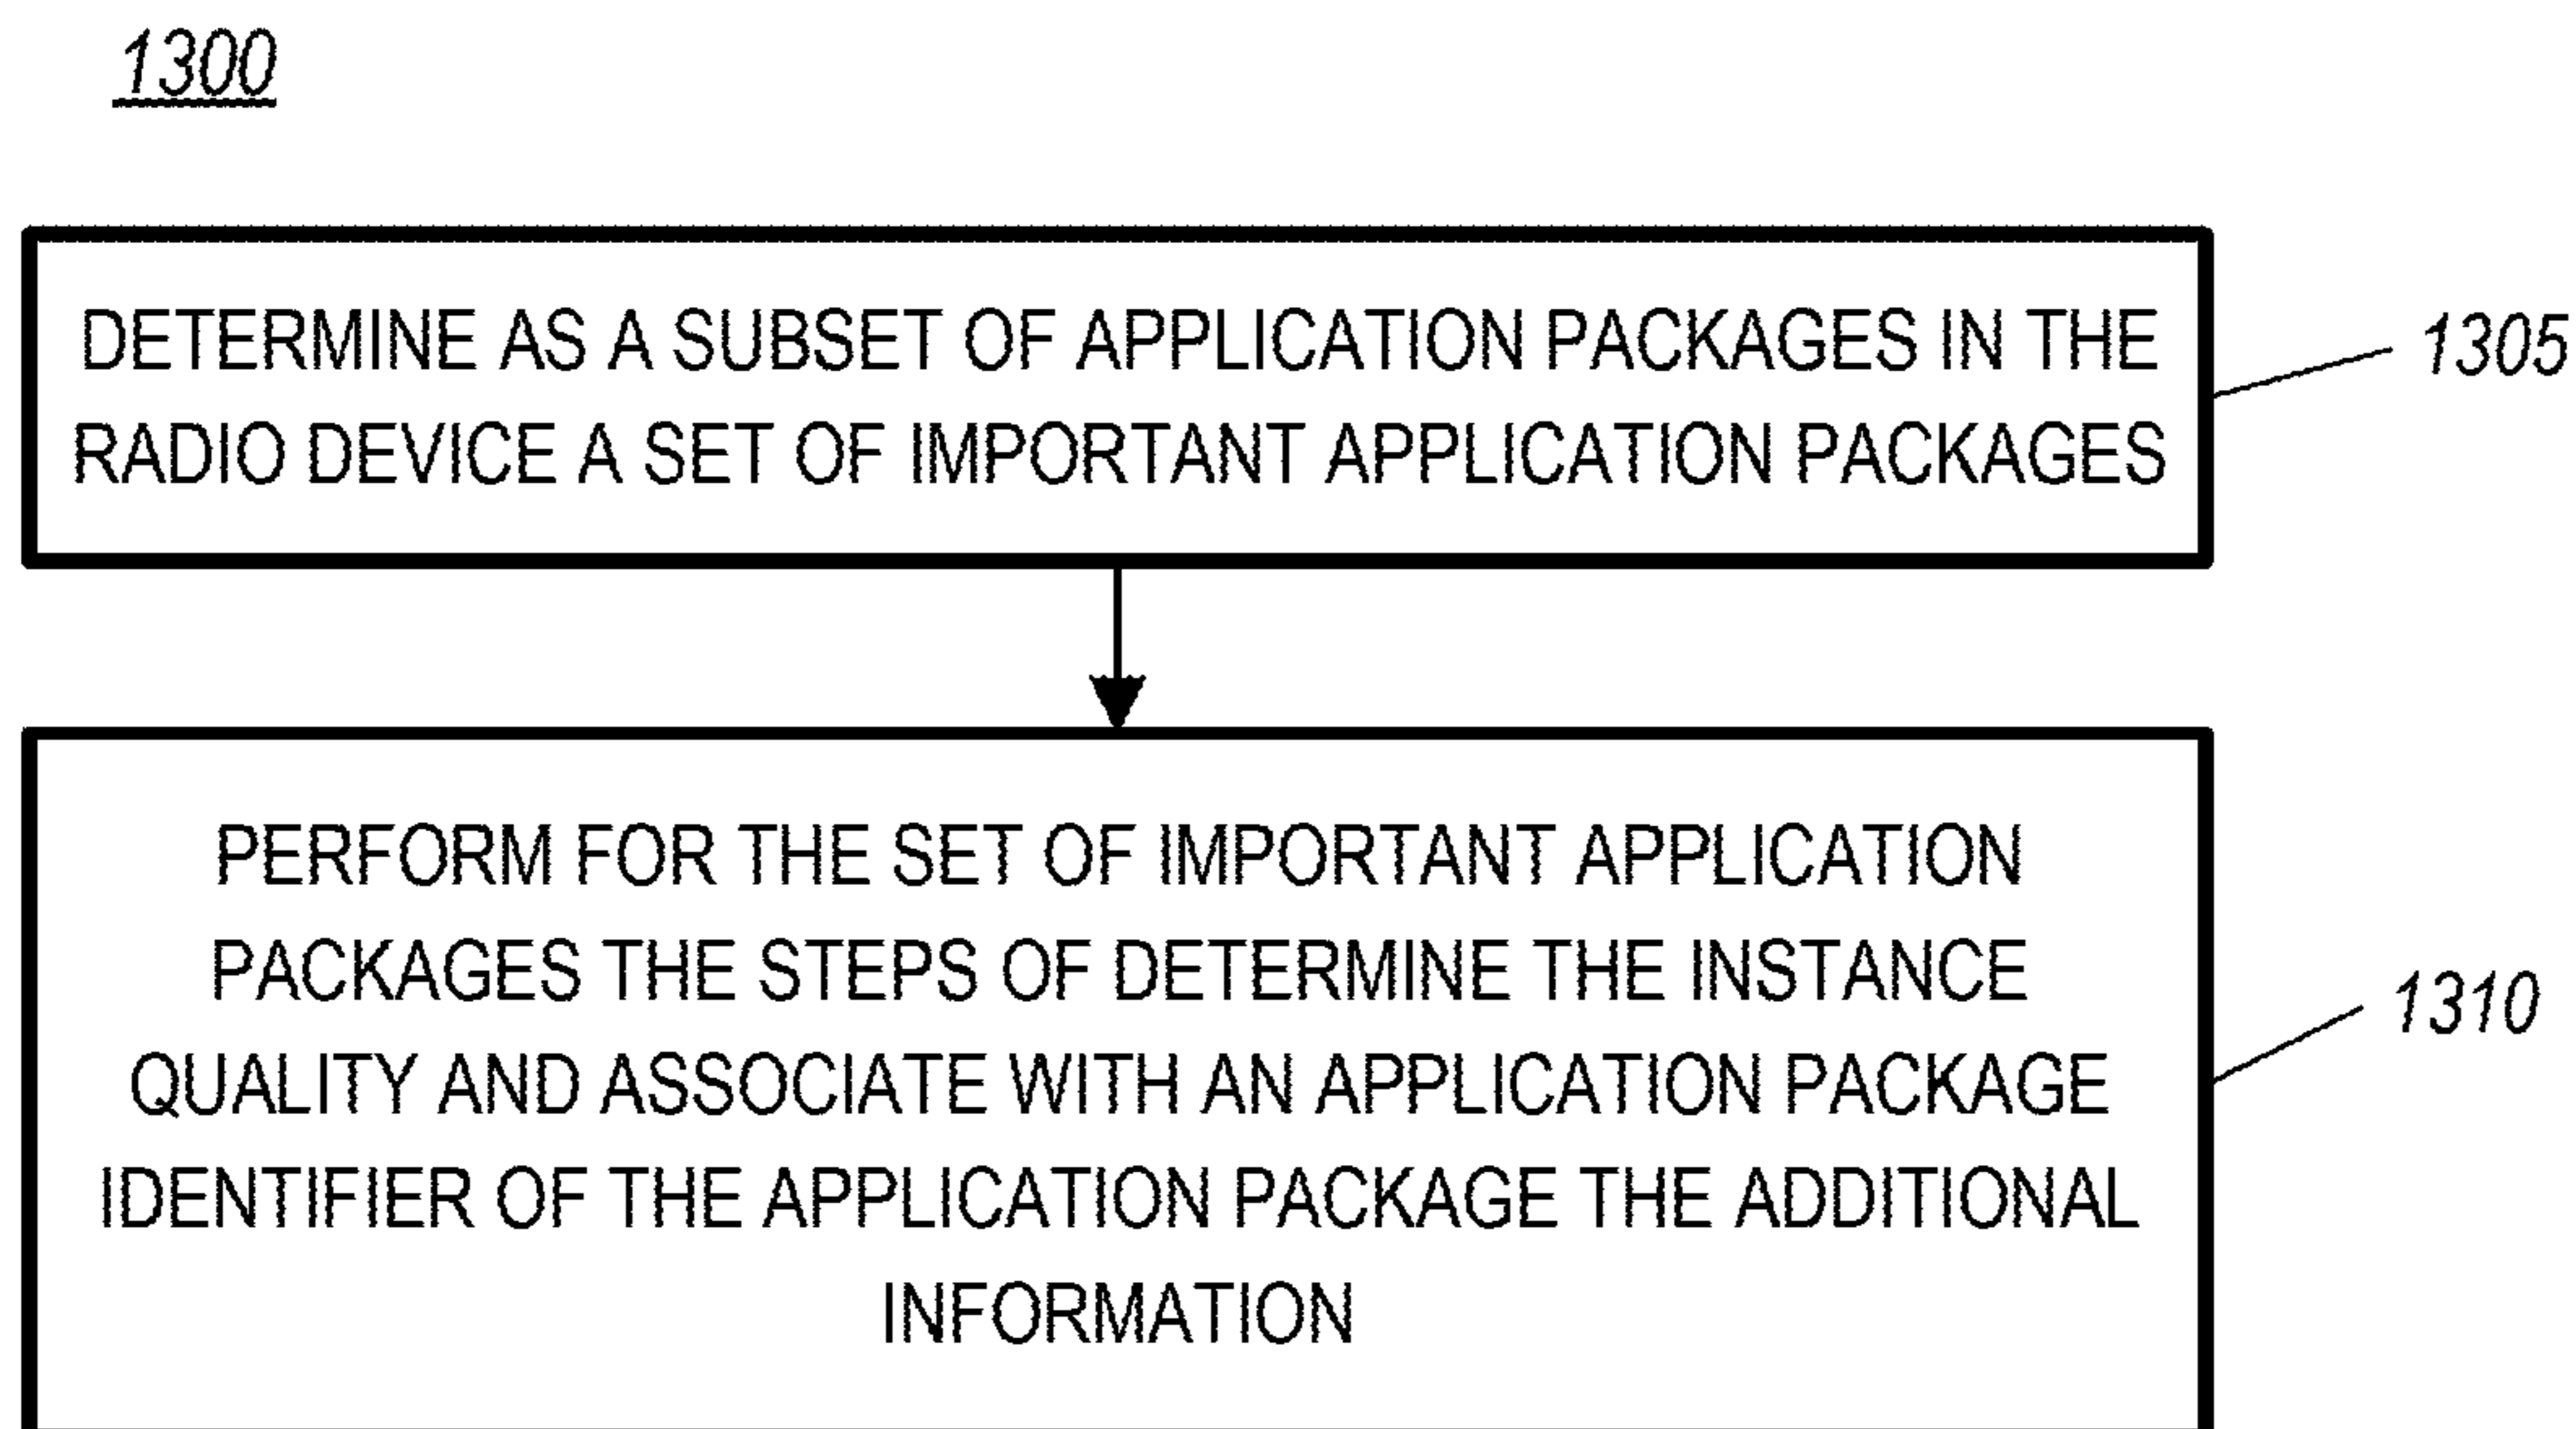 1300
DETERMINE AS A SUBSET OF APPLICATION PACKAGES IN THE
RADIO DEVICE A SET OF IMPORTANT APPLICATION PACKAGES
1305
PERFORM FOR THE SET OF IMPORTANT APPLICATION
PACKAGES THE STEPS OF DETERMINE THE INSTANCE
QUALITY AND ASSOCIATE WITH AN APPLICATION PACKAGE
IDENTIFIER OF THE APPLICATION PACKAGE THE ADDITIONAL
INFORMATION
1310